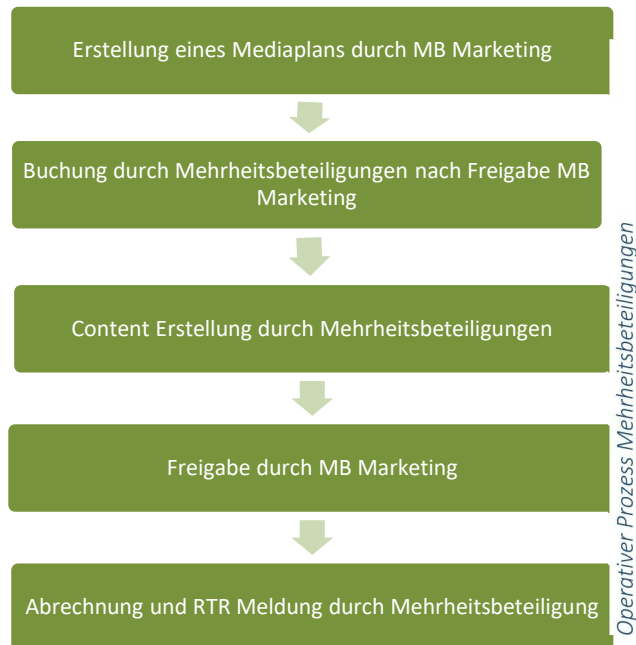 Erstellung eines Mediaplans durch MB Marketing
Buchung durch Mehrheitsbeteiligungen nach Freigabe MB
Marketing
Content Erstellung durch Mehrheitsbeteiligungen
Freigabe durch MB Marketing
Abrechnung und RTR Meldung durch Mehrheitsbeteiligung
Operativer Prozess Mehrheitsbeteiligungen